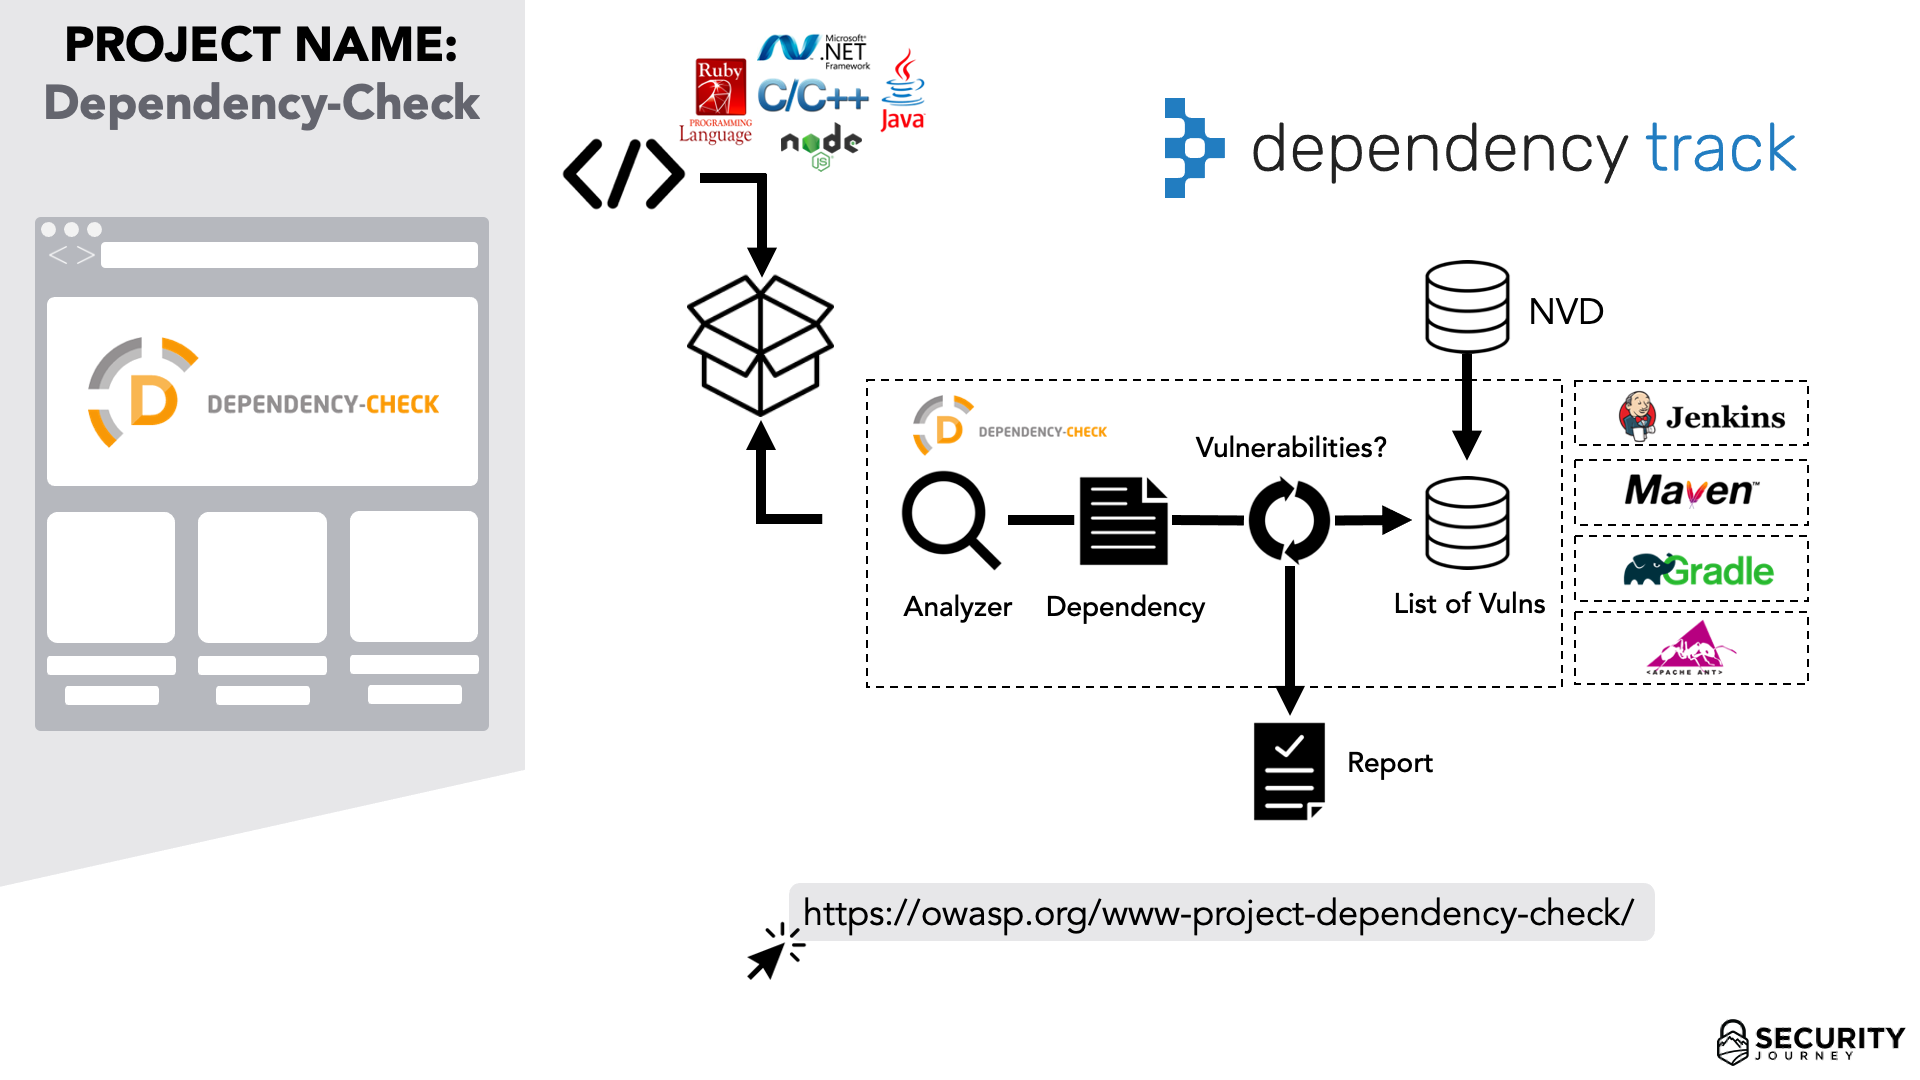 PROJECT NAME:
Dependency-Check
DEPENDENCY-CHECK
Microsoft®
.NET
Framework
Ruby
PROGRAMMING
Language
C/C++
Java
node
JS
</>
dependency track
NVD
DEPENDENCY-CHECK
Vulnerabilities?
Analyzer
Dependency
List of Vulns
Report
Jenkins
Maven™
Gradle
<APACHE ANT>
https://owasp.org/www-project-dependency-check/
SECURITY
JOURNEY